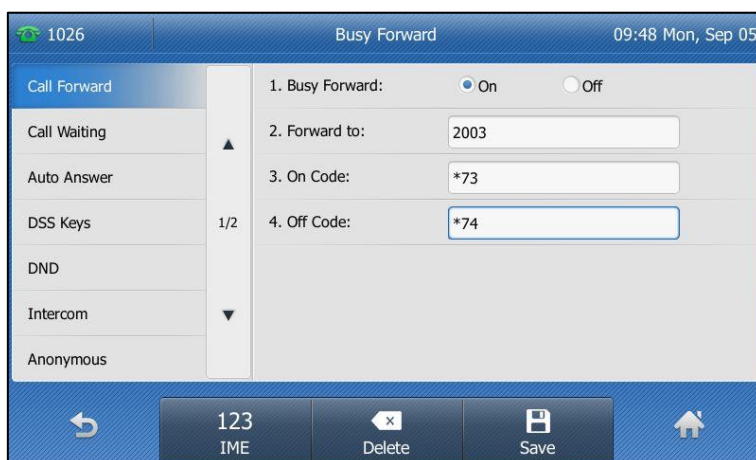 1026 Busy Forward 09:48 Mon, Sep 05
Call Forward 1. Busy Forward: On Off
Call Waiting 2. Forward to: 2003
Auto Answer 3. On Code: *73
DSS Keys 1/2 4. Off Code: *74
DND
Intercom
Anonymous
123
IME Delete Save